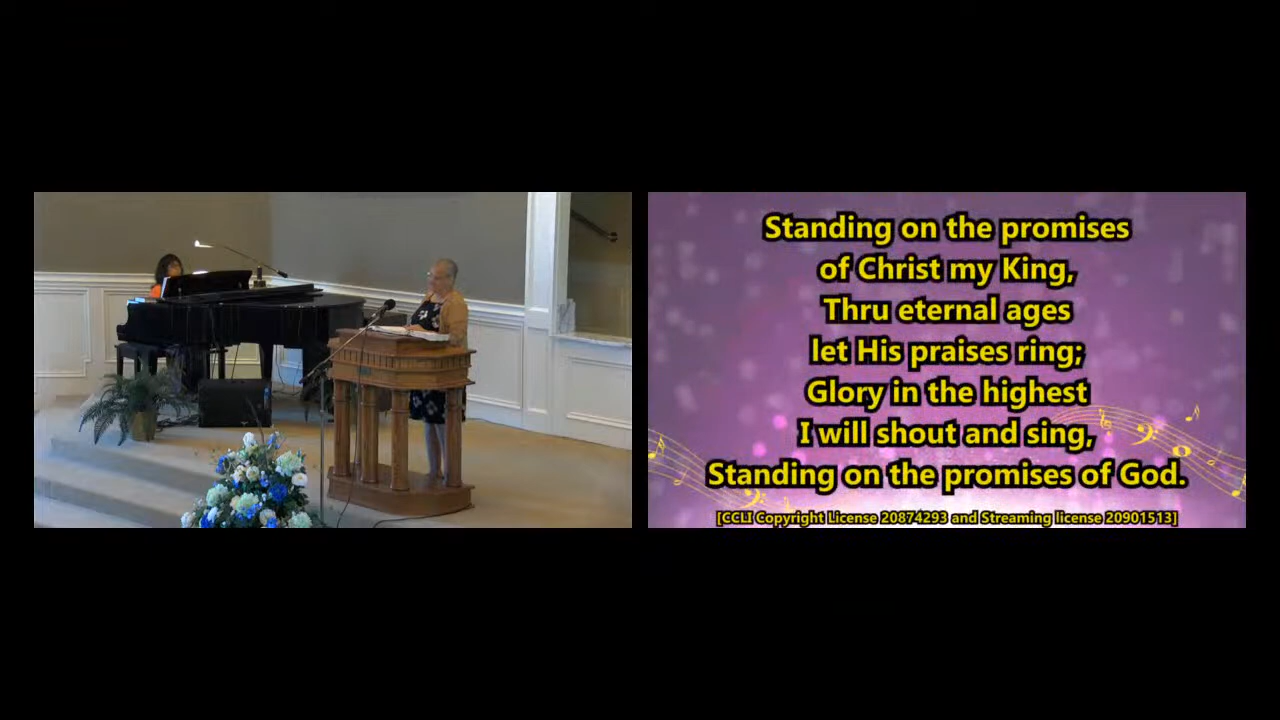 Standing on the promises
of Christ my King,
Thru eternal ages
let His praises ring;
Glory in the highest
I will shout and sing,
Standing on the promises of God.
[CCLI Copyright License 20874293 and Streaming license 20901513]